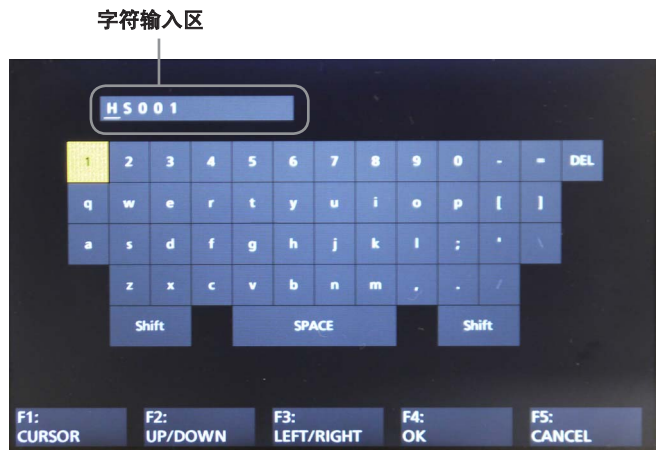 字符输入区
HS001
1 2 3 4 5 6 7 8 9 0 - = DEL
q w e r t y u i o p [ ]
a s d f g h j k l ; ' \
z x c v b n m , . /
Shift SPACE Shift
F1: F2: F3: F4: F5:
CURSOR UP/DOWN LEFT/RIGHT OK CANCEL